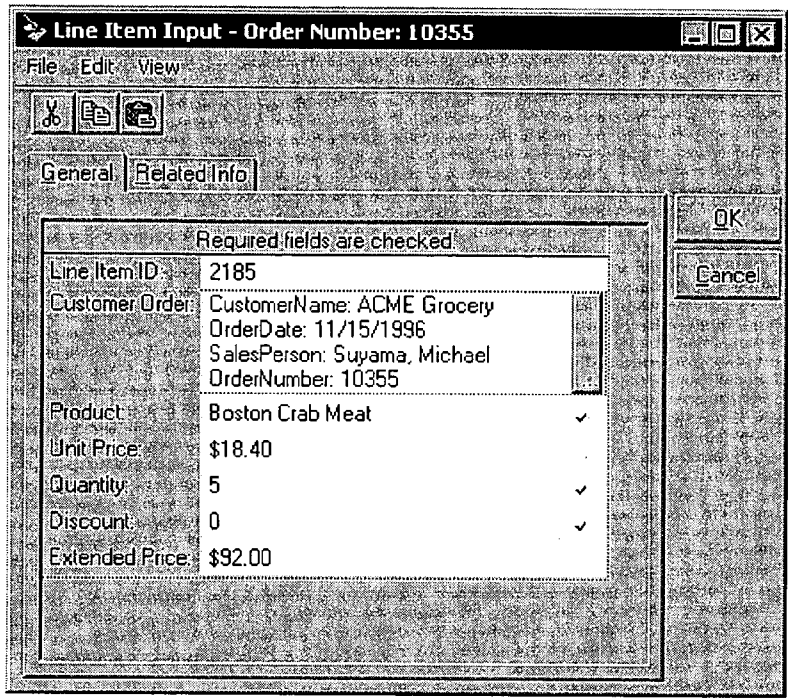 Line Item Input - Order Number: 10355
File Edit View
General Related Info
OK
Required fields are checked.
Line Item ID: 2185
Cancel
Customer Order: CustomerName: ACME Grocery
OrderDate: 11/15/1996
SalesPerson: Suyama, Michael
OrderNumber: 10355
Product: Boston Crab Meat
Unit Price: $18.40
Quantity: 5
Discount: 0
Extended Price: $92.00